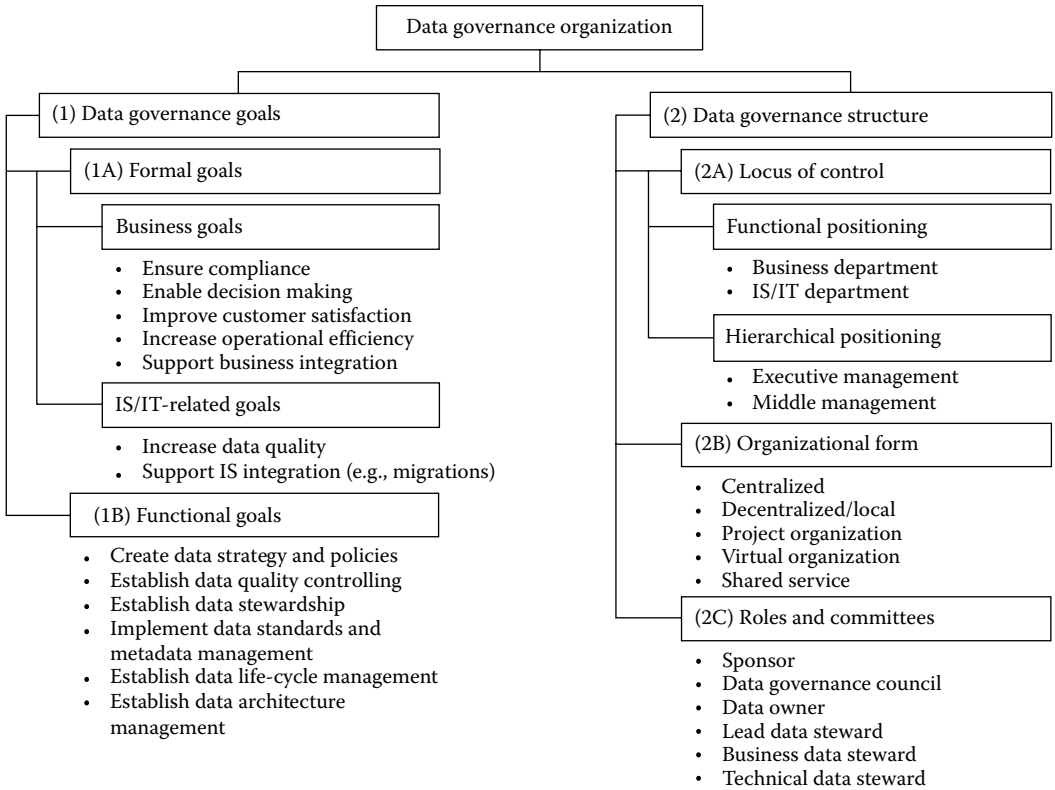 Data governance organization
(1) Data governance goals
(1A) Formal goals
Business goals
• Ensure compliance
• Enable decision making
• Improve customer satisfaction
• Increase operational efficiency
• Support business integration
IS/IT-related goals
• Increase data quality
• Support IS integration (e.g., migrations)
(1B) Functional goals
• Create data strategy and policies
• Establish data quality controlling
• Establish data stewardship
• Implement data standards and
metadata management
• Establish data life-cycle management
• Establish data architecture
management
(2) Data governance structure
(2A) Locus of control
Functional positioning
• Business department
• IS/IT department
Hierarchical positioning
• Executive management
• Middle management
(2B) Organizational form
• Centralized
• Decentralized/local
• Project organization
• Virtual organization
• Shared service
(2C) Roles and committees
• Sponsor
• Data governance council
• Data owner
• Lead data steward
• Business data steward
• Technical data steward